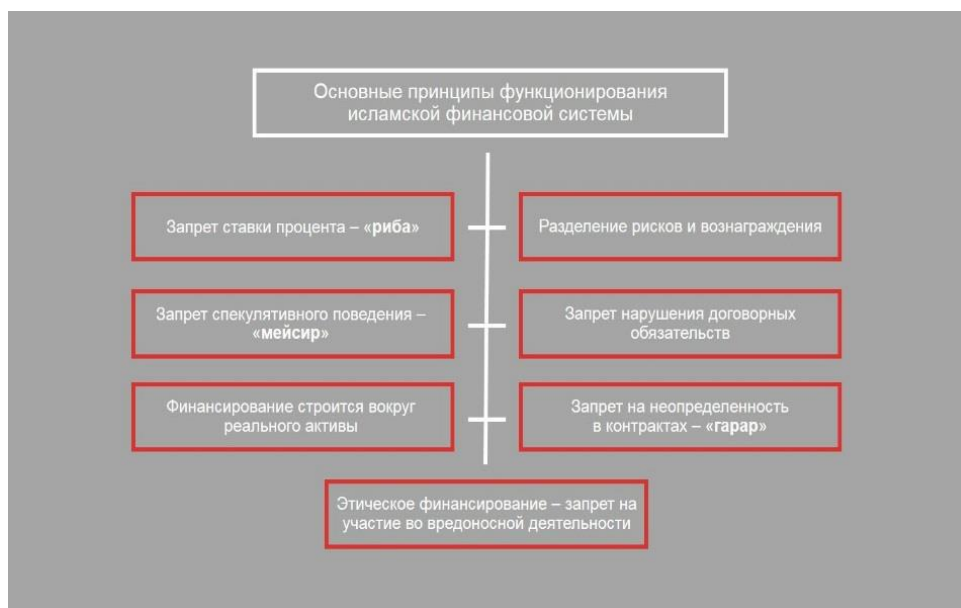 Основные принципы функционирования
исламской финансовой системы
Запрет ставки процента – «риба»
Разделение рисков и вознаграждения
Запрет спекулятивного поведения –
«мейсир»
Запрет нарушения договорных
обязательств
Финансирование строится вокруг
реального активы
Запрет на неопределенность
в контрактах – «гарар»
Этическое финансирование – запрет на
участие во вредоносной деятельности